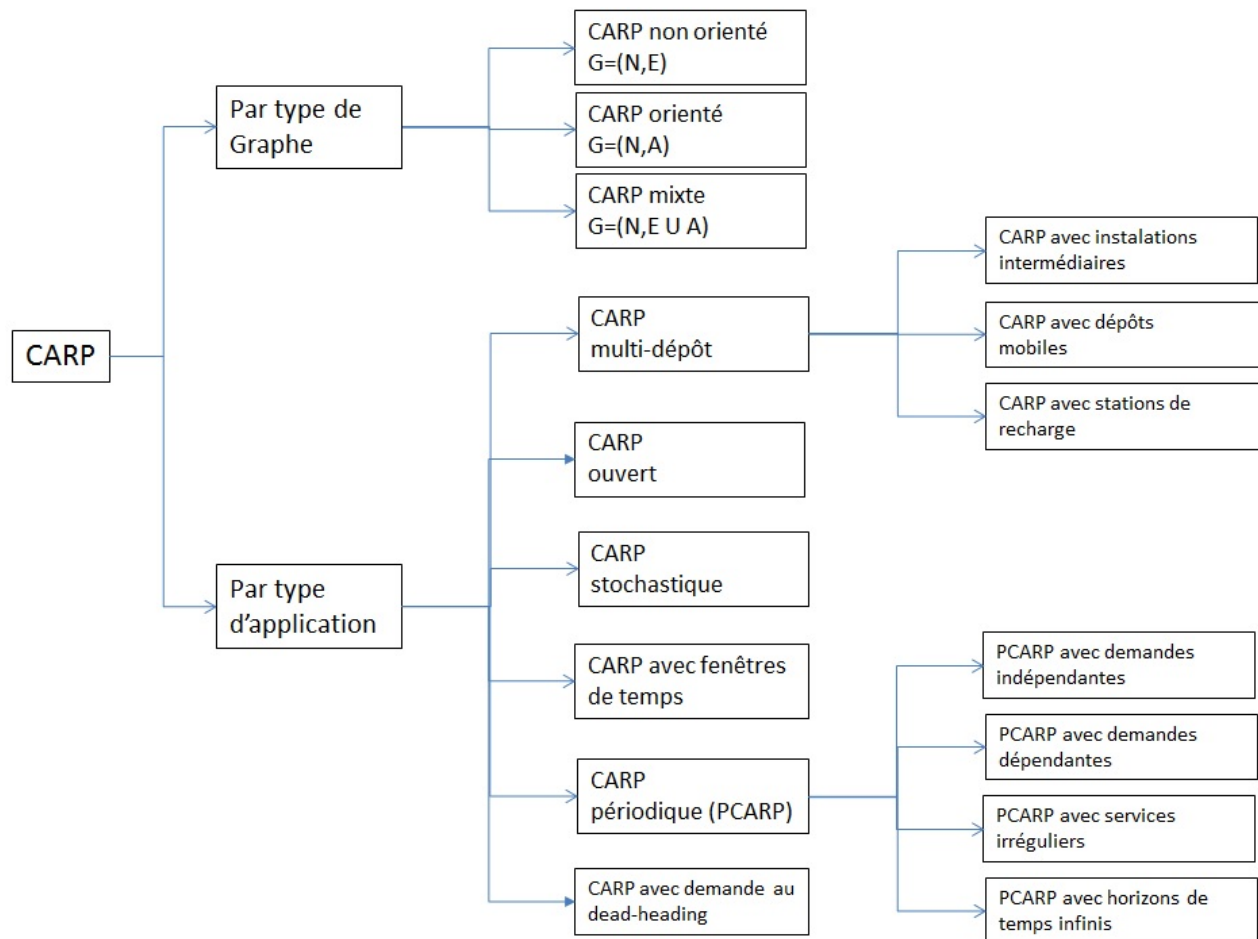 CARP
Par type de
Graphe
CARP non orienté
G=(N,E)
CARP orienté
G=(N,A)
CARP mixte
G=(N,E U A)
Par type
d’application
CARP
multi-dépôt
CARP avec instalations
intermédiaires
CARP avec dépôts
mobiles
CARP avec stations de
recharge
CARP
ouvert
CARP
stochastique
CARP avec fenêtres
de temps
CARP
périodique (PCARP)
PCARP avec demandes
indépendantes
PCARP avec demandes
dépendantes
PCARP avec services
irréguliers
PCARP avec horizons de
temps infinis
CARP avec demande au
dead-heading